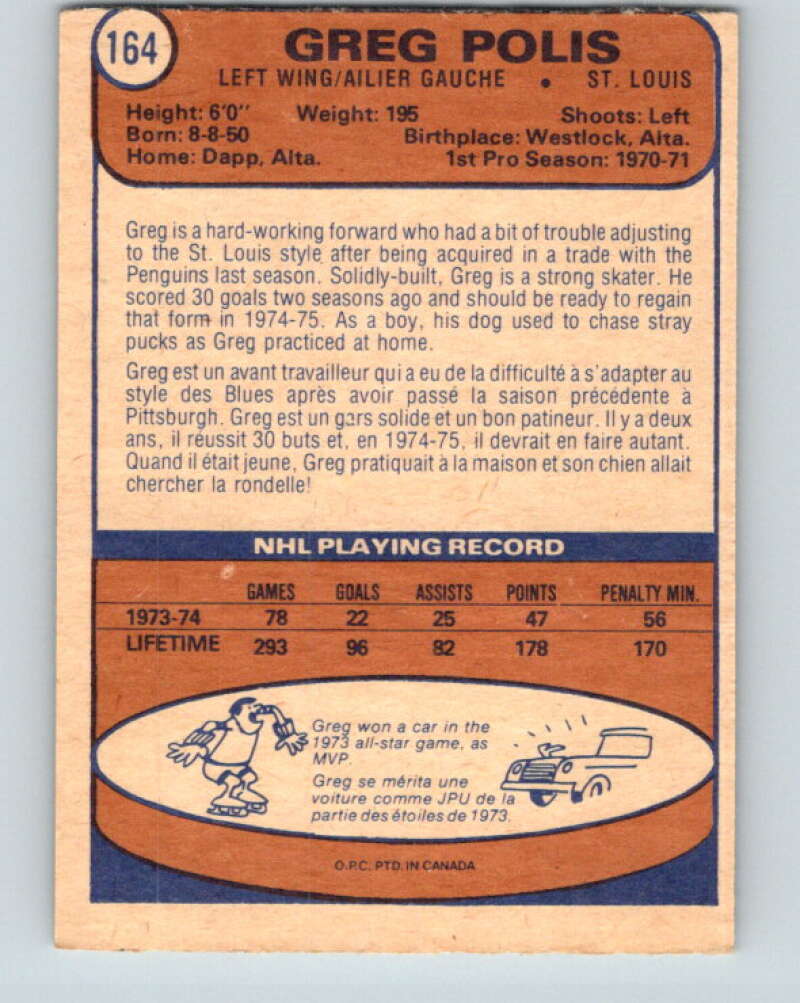 164
GREG POLIS
LEFT WING/AILIER GAUCHE • ST. LOUIS
Height: 6'0" Weight: 195 Shoots: Left
Born: 8-8-50 Birthplace: Westlock, Alta.
Home: Dapp, Alta. 1st Pro Season: 1970-71
Greg is a hard-working forward who had a bit of trouble adjusting
to the St. Louis style after being acquired in a trade with the
Penguins last season. Solidly-built, Greg is a strong skater. He
scored 30 goals two seasons ago and should be ready to regain
that form in 1974-75. As a boy, his dog used to chase stray
pucks as Greg practiced at home.
Greg est un avant travailleur qui a eu de la difficulté à s'adapter au
style des Blues après avoir passé la saison précédente à
Pittsburgh. Greg est un gars solide et un bon patineur. Il y a deux
ans, il réussit 30 buts et, en 1974-75, il devrait en faire autant.
Quand il était jeune, Greg pratiquait à la maison et son chien allait
chercher la rondelle!
NHL PLAYING RECORD
GAMES GOALS ASSISTS POINTS PENALTY MIN.
1973-74 78 22 25 47 56
LIFETIME 293 96 82 178 170
Greg won a car in the
1973 all-star game, as
MVP.
Greg se mérita une
voiture comme JPU de la
partie des étoiles de 1973.
O.P.C. PTD. IN CANADA